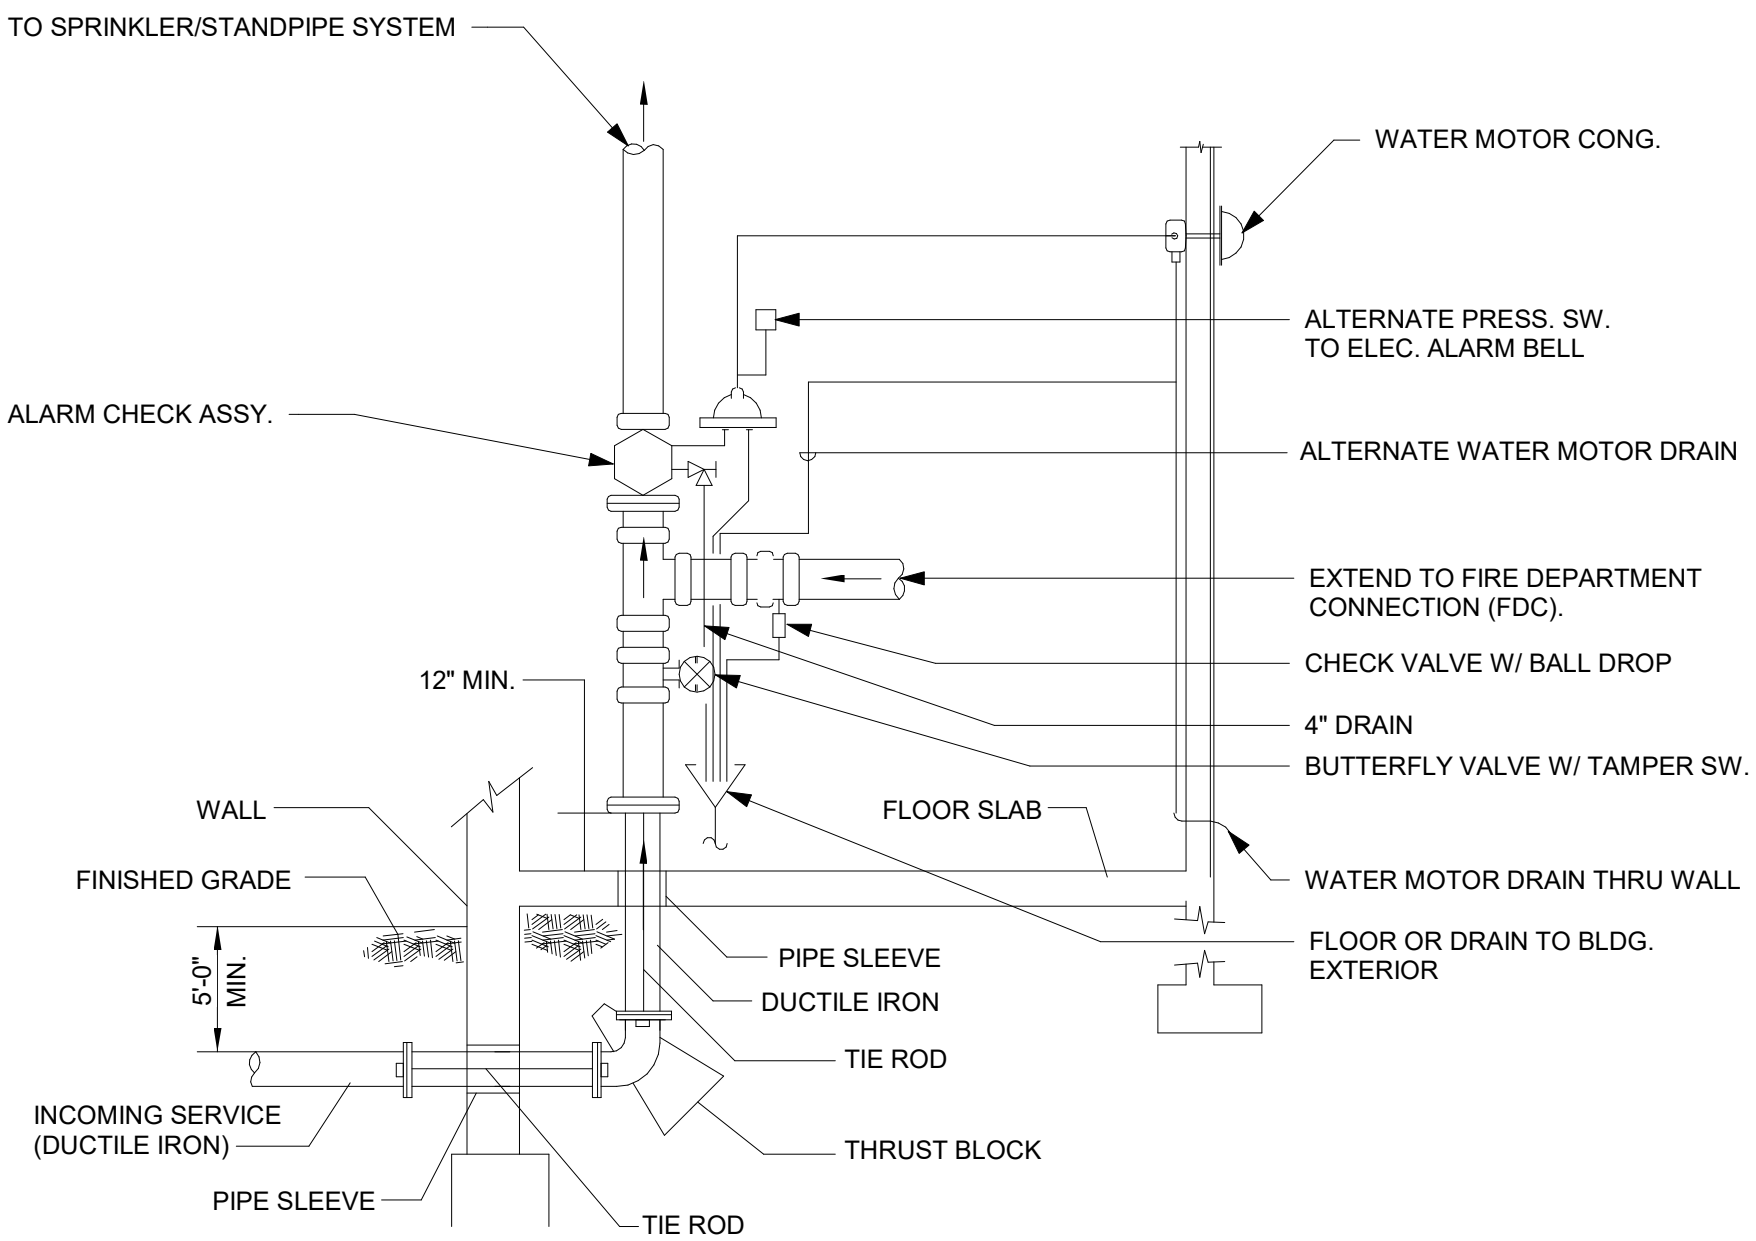 TO SPRINKLER/STANDPIPE SYSTEM
WATER MOTOR CONG.
ALTERNATE PRESS. SW.
TO ELEC. ALARM BELL
ALARM CHECK ASSY.
ALTERNATE WATER MOTOR DRAIN
EXTEND TO FIRE DEPARTMENT
CONNECTION (FDC).
CHECK VALVE W/ BALL DROP
12" MIN.
4" DRAIN
BUTTERFLY VALVE W/ TAMPER SW.
WALL
FLOOR SLAB
FINISHED GRADE
WATER MOTOR DRAIN THRU WALL
FLOOR OR DRAIN TO BLDG.
EXTERIOR
PIPE SLEEVE
5'-0"
MIN.
DUCTILE IRON
TIE ROD
INCOMING SERVICE
(DUCTILE IRON)
THRUST BLOCK
PIPE SLEEVE
TIE ROD